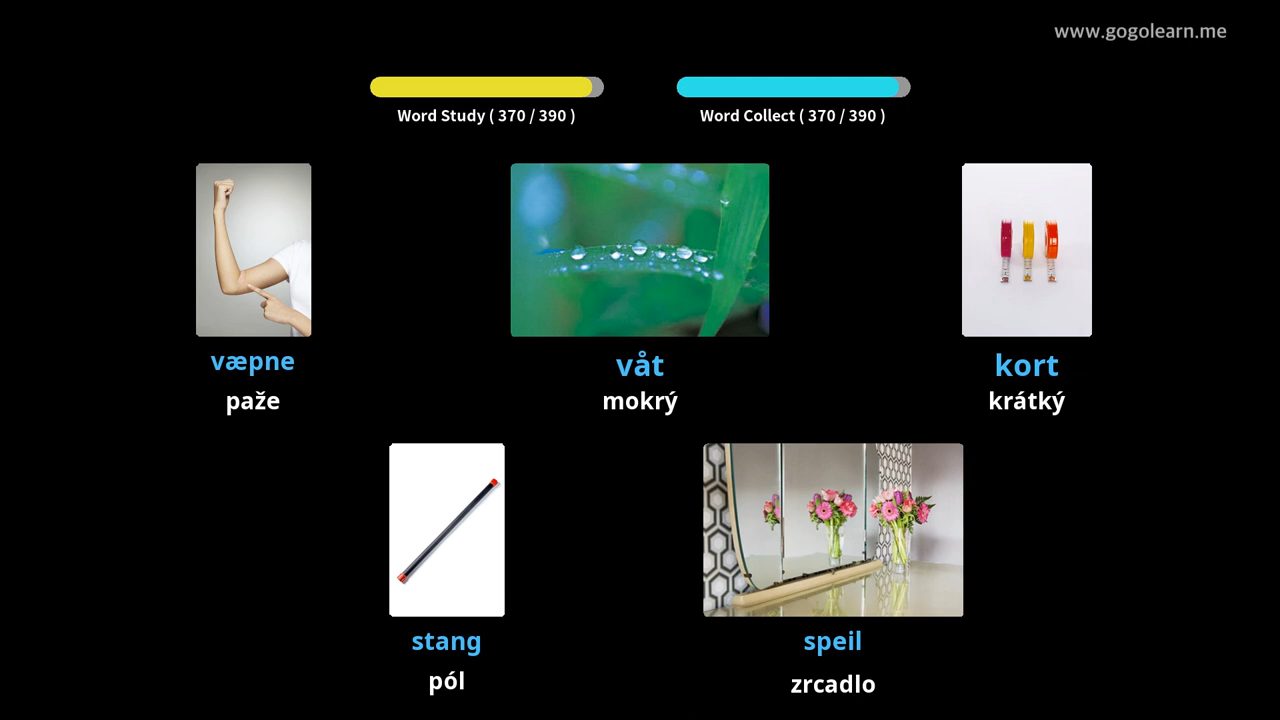 www.gogolearn.me
Word Study ( 370 / 390 )
Word Collect ( 370 / 390 )
væpne
paže
våt
mokrý
kort
krátký
stang
pól
speil
zrcadlo